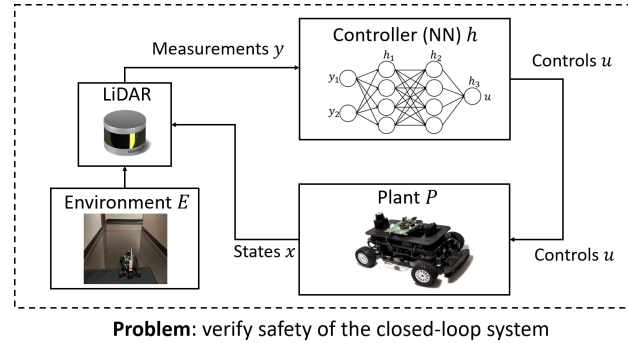 Measurements y
Controller (NN) h
h₁
h₂
h₃
y₁
y₂
u
Controls u
LiDAR
Environment E
States x
Plant P
Controls u
Problem: verify safety of the closed-loop system